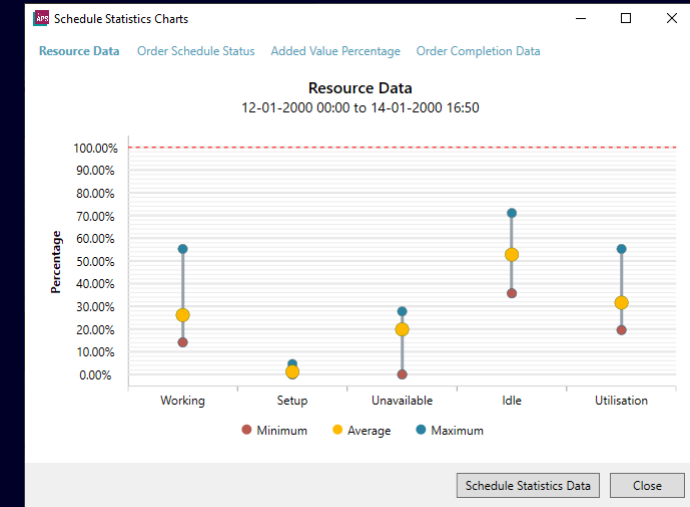 APS Schedule Statistics Charts
Resource Data Order Schedule Status Added Value Percentage Order Completion Data
Resource Data
12-01-2000 00:00 to 14-01-2000 16:50
Percentage
100.00%
90.00%
80.00%
70.00%
60.00%
50.00%
40.00%
30.00%
20.00%
10.00%
0.00%
Working Setup Unavailable Idle Utilisation
Minimum Average Maximum
Schedule Statistics Data Close